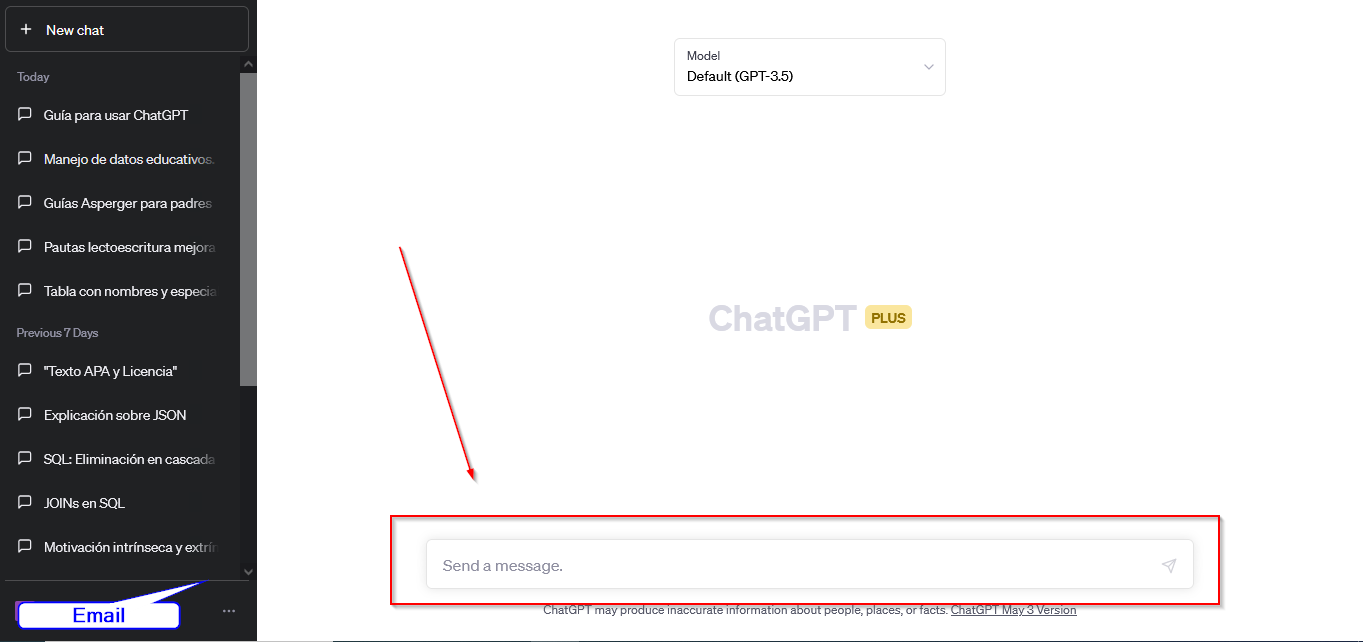 New chat
Today
Guía para usar ChatGPT
Manejo de datos educativos.
Guías Asperger para padres
Pautas lectoescritura mejora
Tabla con nombres y especia
Previous 7 Days
"Texto APA y Licencia"
Explicación sobre JSON
SQL: Eliminación en cascada
JOINs en SQL
Motivación intrínseca y extrín
Email
Model
Default (GPT-3.5)
ChatGPT PLUS
Send a message.
ChatGPT may produce inaccurate information about people, places, or facts. ChatGPT May 3 Version